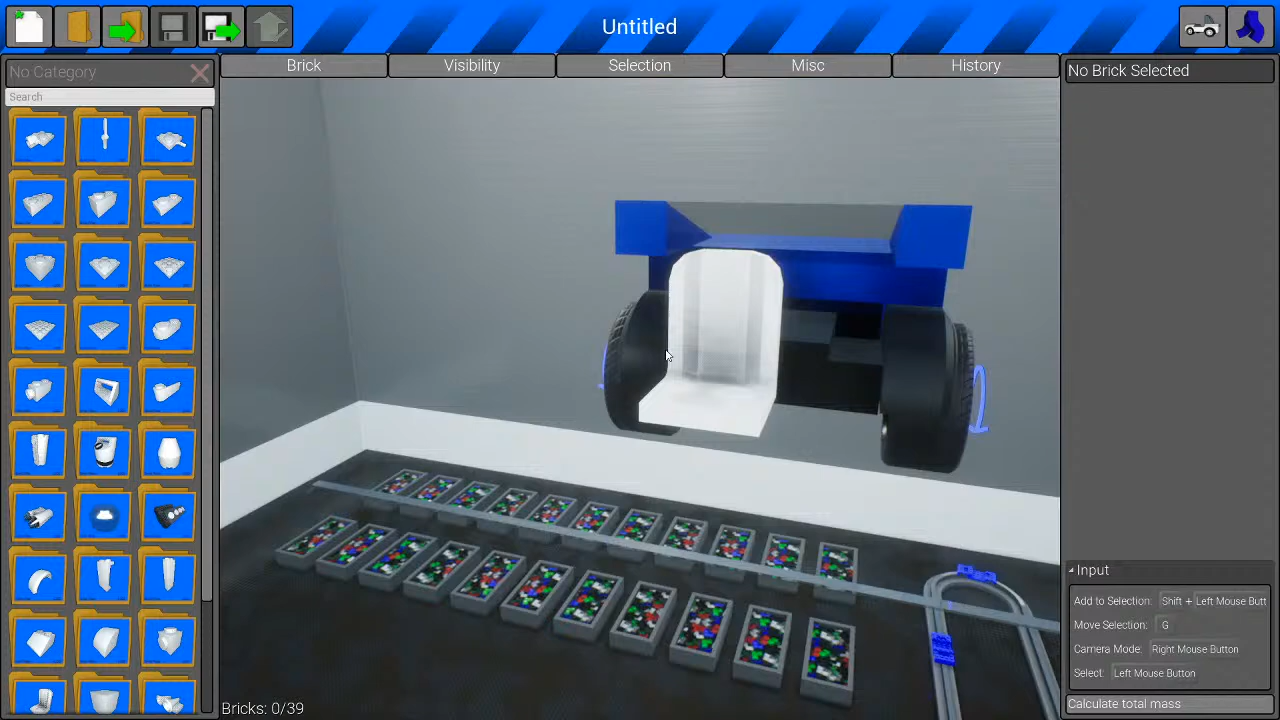 Untitled
No Category
Search
Brick
Visibility
Selection
Misc
History
No Brick Selected
Bricks: 0/39
Input
Add to Selection: Shift + Left Mouse Butt
Move Selection: G
Camera Mode: Right Mouse Button
Select: Left Mouse Button
Calculate total mass